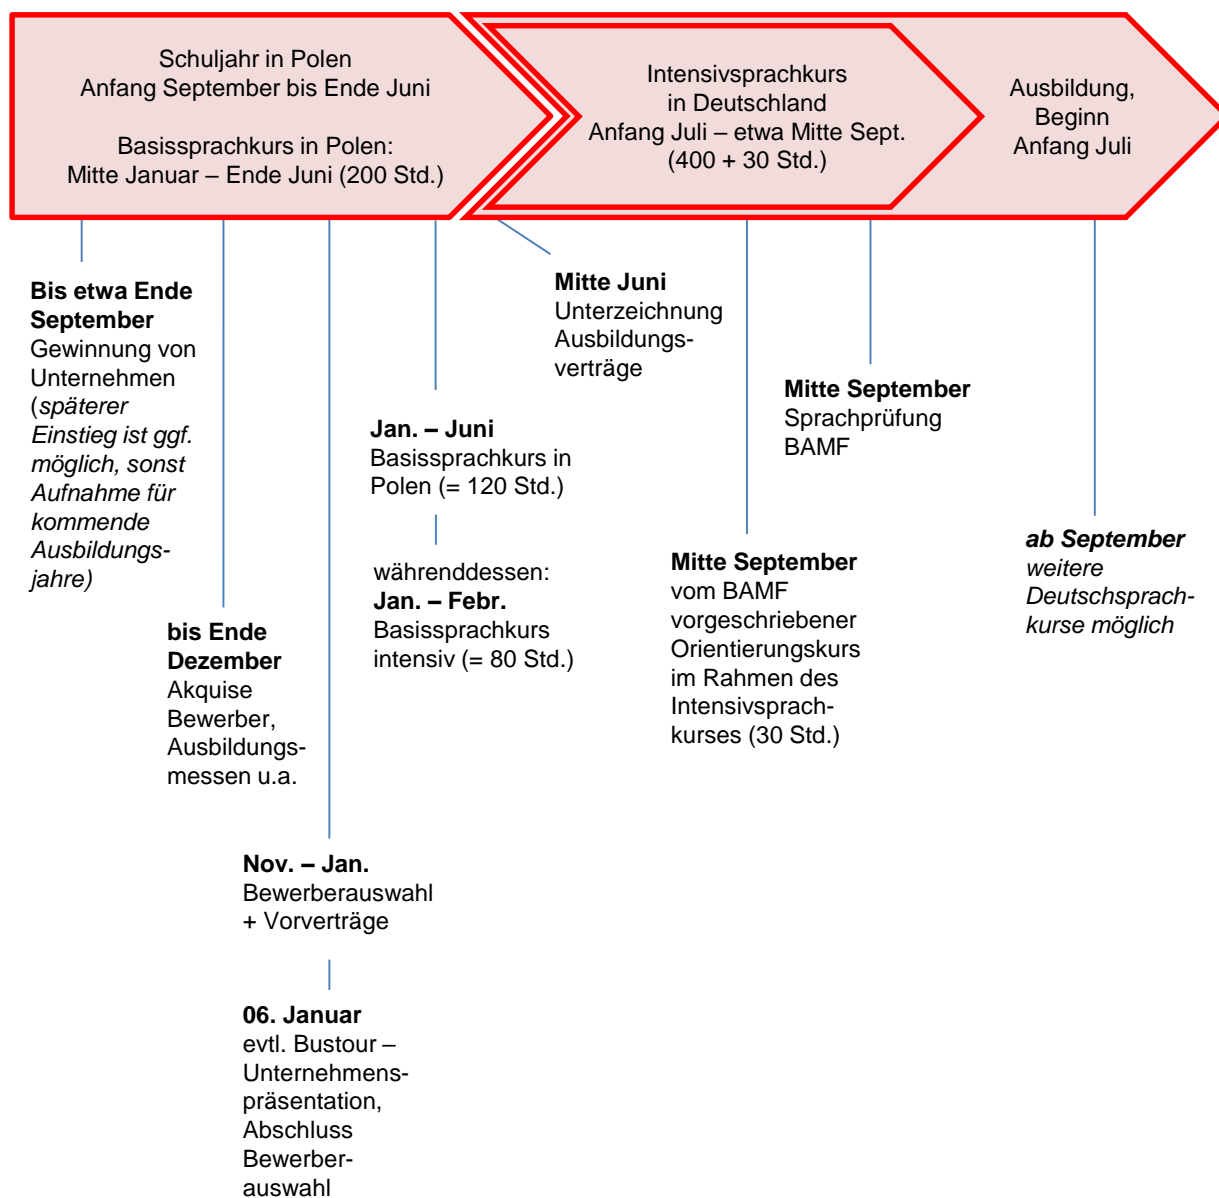 Schuljahr in Polen
Anfang September bis Ende Juni
Basissprachkurs in Polen:
Mitte Januar – Ende Juni (200 Std.)
Intensivsprachkurs
in Deutschland
Anfang Juli – etwa Mitte Sept.
(400 + 30 Std.)
Ausbildung,
Beginn
Anfang Juli
Bis etwa Ende
September
Gewinnung von
Unternehmen
(späterer
Einstieg ist ggf.
möglich, sonst
Aufnahme für
kommende
Ausbildungs-
jahre)
bis Ende
Dezember
Akquise
Bewerber,
Ausbildungs-
messen u.a.
Nov. – Jan.
Bewerberauswahl
+ Vorverträge
06. Januar
evtl. Bustour –
Unternehmens-
präsentation,
Abschluss
Bewerber-
auswahl
Jan. – Juni
Basissprachkurs in
Polen (= 120 Std.)
währenddessen:
Jan. – Febr.
Basissprachkurs
intensiv (= 80 Std.)
Mitte Juni
Unterzeichnung
Ausbildungs-
verträge
Mitte September
vom BAMF
vorgeschriebener
Orientierungskurs
im Rahmen des
Intensivsprach-
kurses (30 Std.)
Mitte September
Sprachprüfung
BAMF
ab September
weitere
Deutschsprach-
kurse möglich